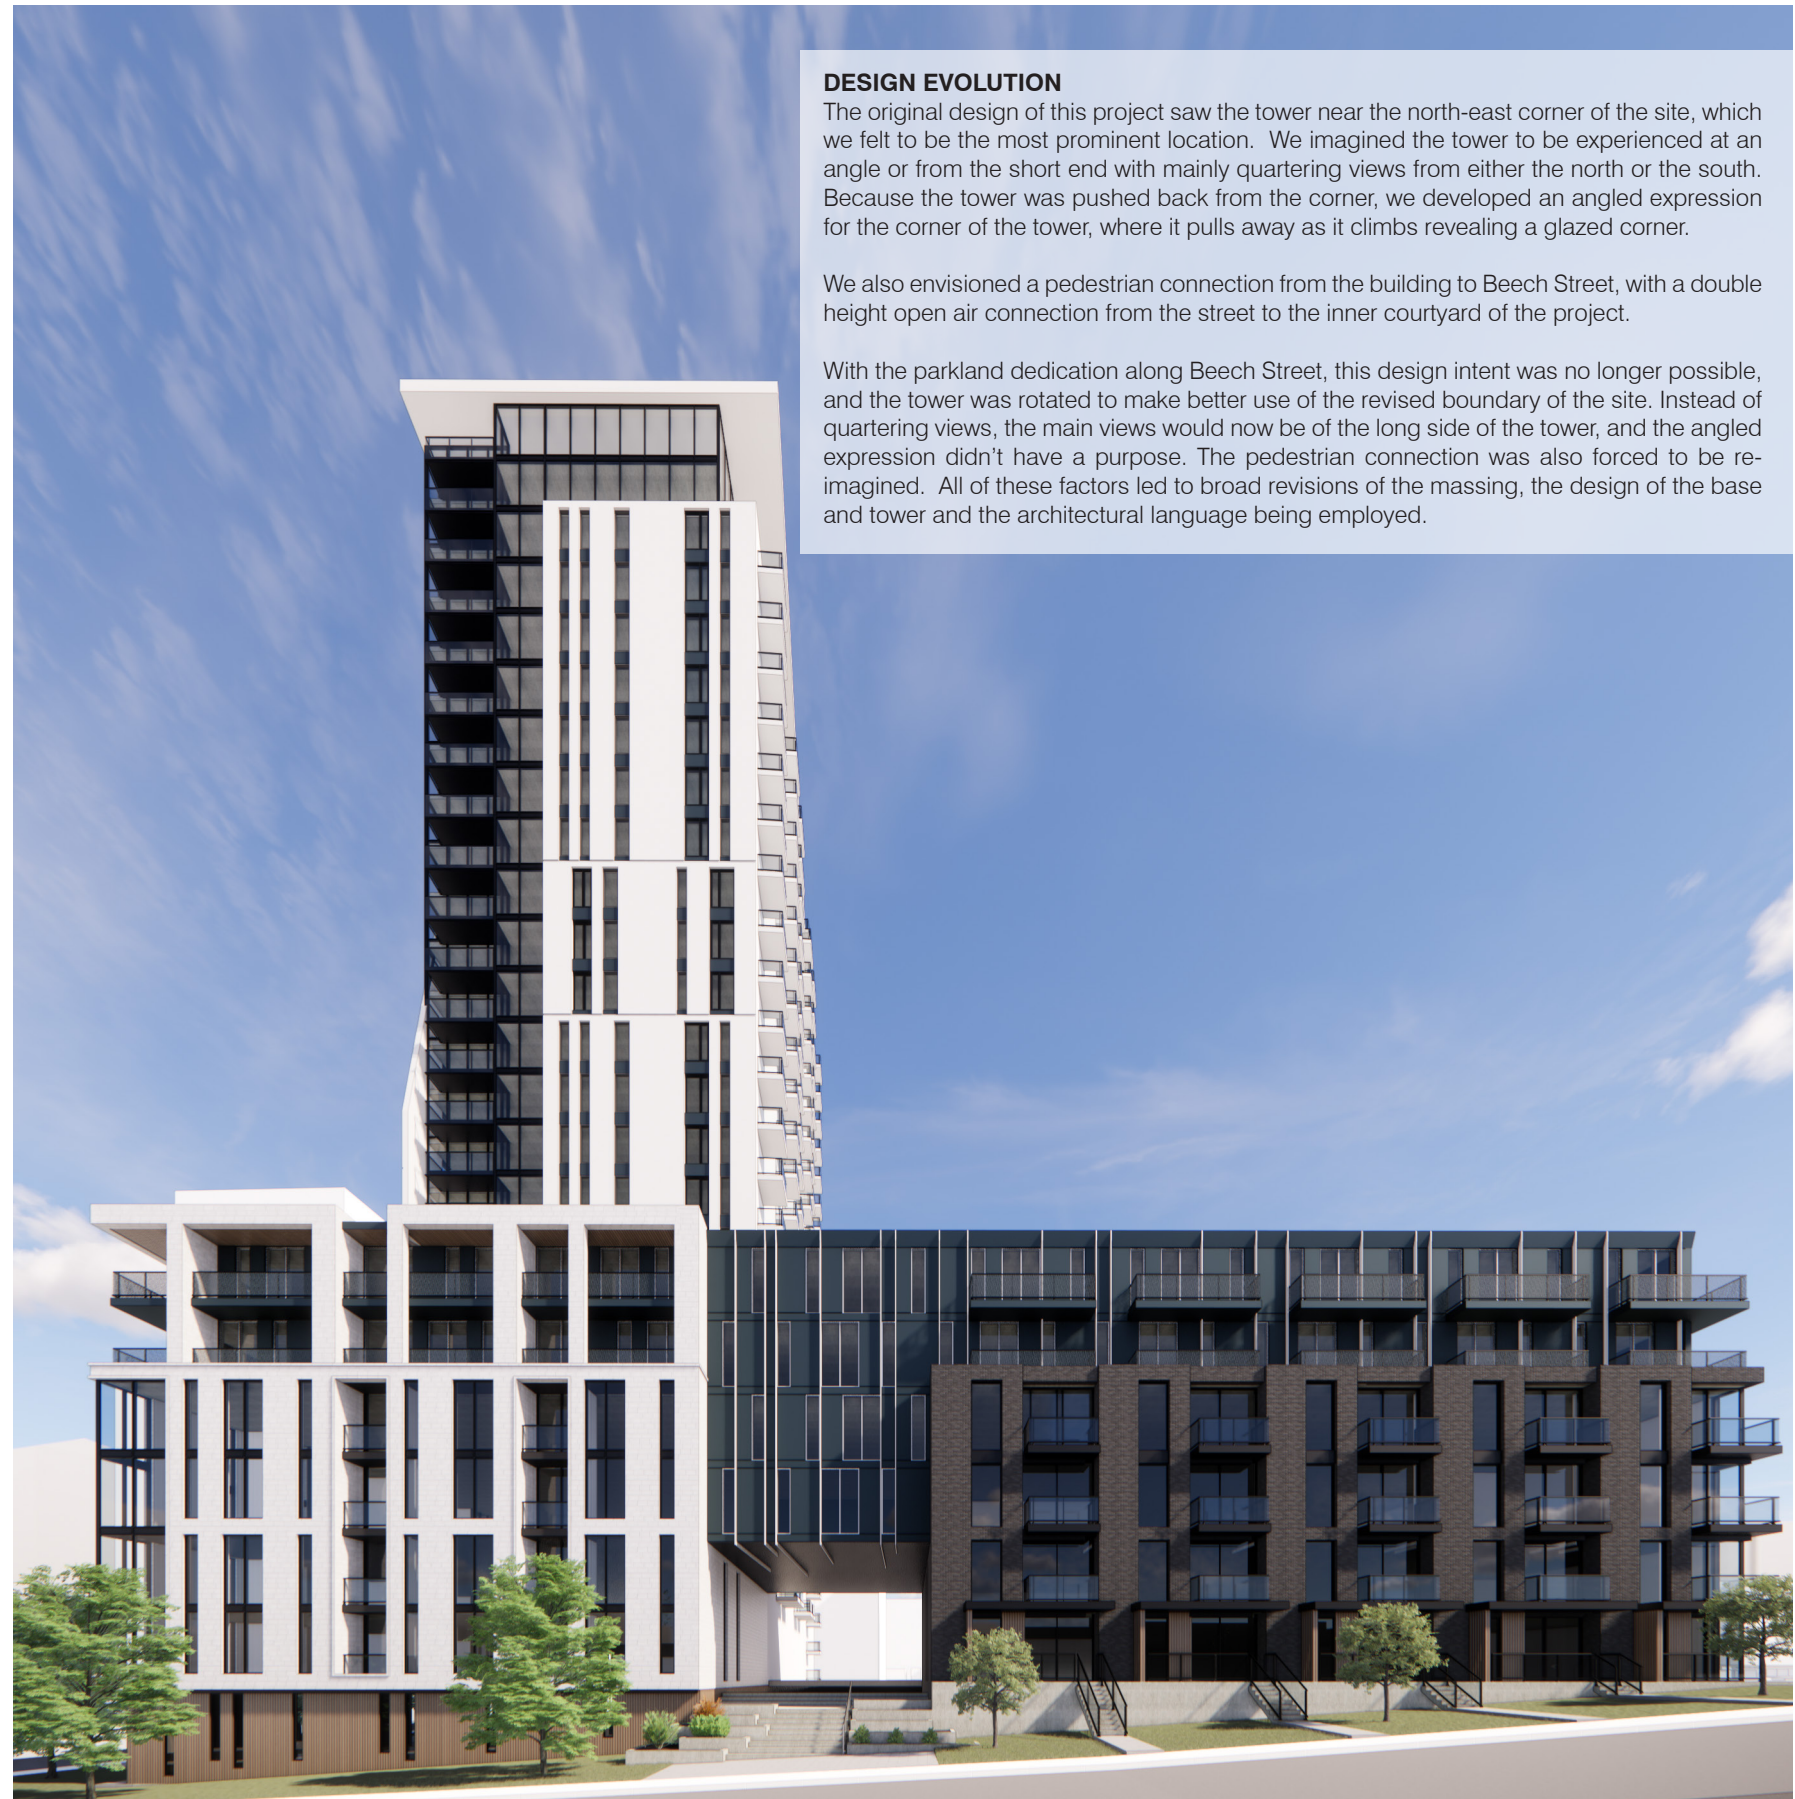 DESIGN EVOLUTION
The original design of this project saw the tower near the north-east corner of the site, which
we felt to be the most prominent location.  We imagined the tower to be experienced at an
angle or from the short end with mainly quartering views from either the north or the south.
Because the tower was pushed back from the corner, we developed an angled expression
for the corner of the tower, where it pulls away as it climbs revealing a glazed corner.
We also envisioned a pedestrian connection from the building to Beech Street, with a double
height open air connection from the street to the inner courtyard of the project.
With the parkland dedication along Beech Street, this design intent was no longer possible,
and the tower was rotated to make better use of the revised boundary of the site. Instead of
quartering views, the main views would now be of the long side of the tower, and the angled
expression didn't have a purpose. The pedestrian connection was also forced to be re-
imagined.  All of these factors led to broad revisions of the massing, the design of the base
and tower and the architectural language being employed.